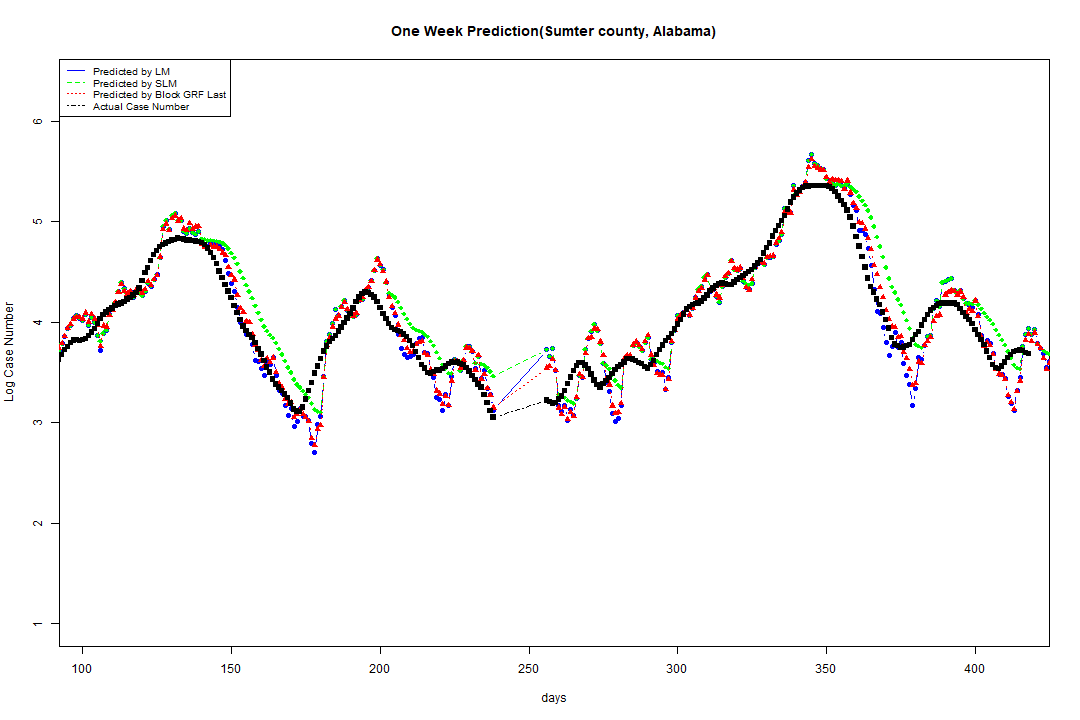 One Week Prediction(Sumter county, Alabama)
Predicted by LM
Predicted by SLM
Predicted by Block GRF Last
Actual Case Number
Log Case Number
6
5
4
3
2
1
100 150 200 250 300 350 400
days